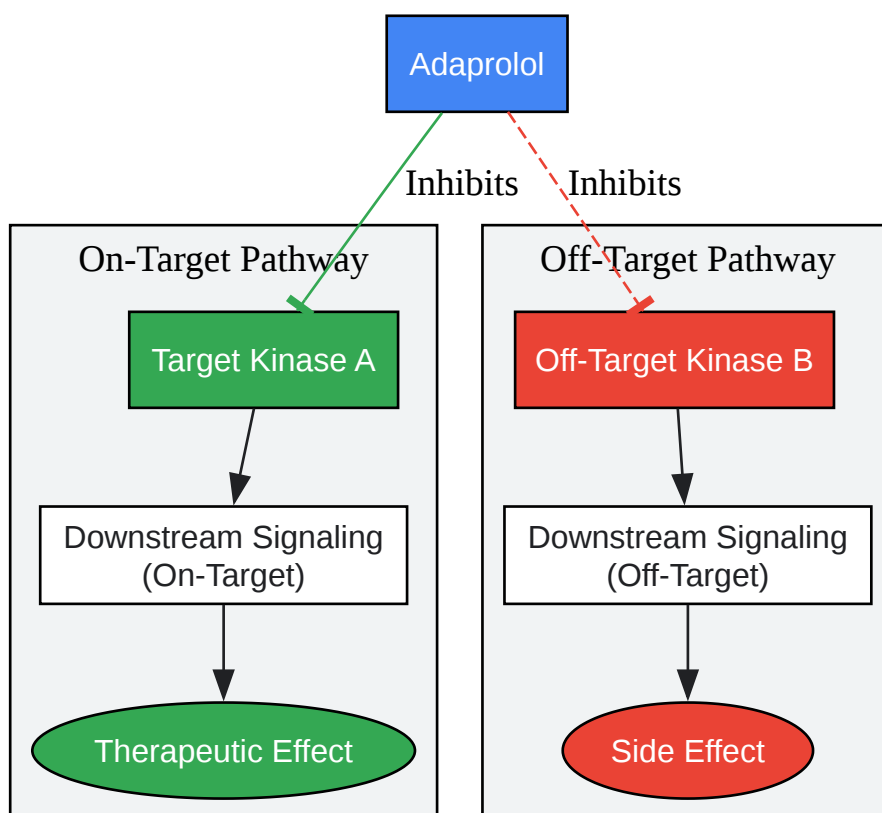 Adaprolol
Inhibits
Inhibits
On-Target Pathway
Off-Target Pathway
Target Kinase A
Off-Target Kinase B
Downstream Signaling
(On-Target)
Downstream Signaling
(Off-Target)
Therapeutic Effect
Side Effect